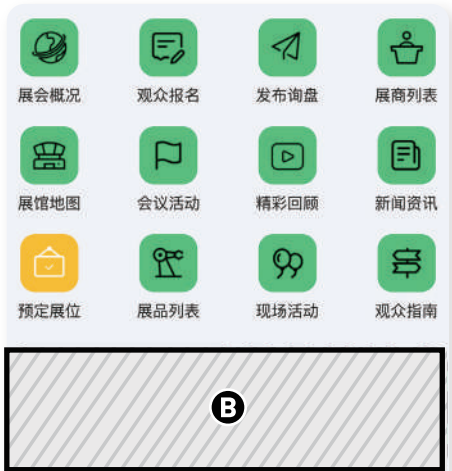 展会概况 观众报名 发布询盘 展商列表
展馆地图 会议活动 精彩回顾 新闻资讯
预定展位 展品列表 现场活动 观众指南
B